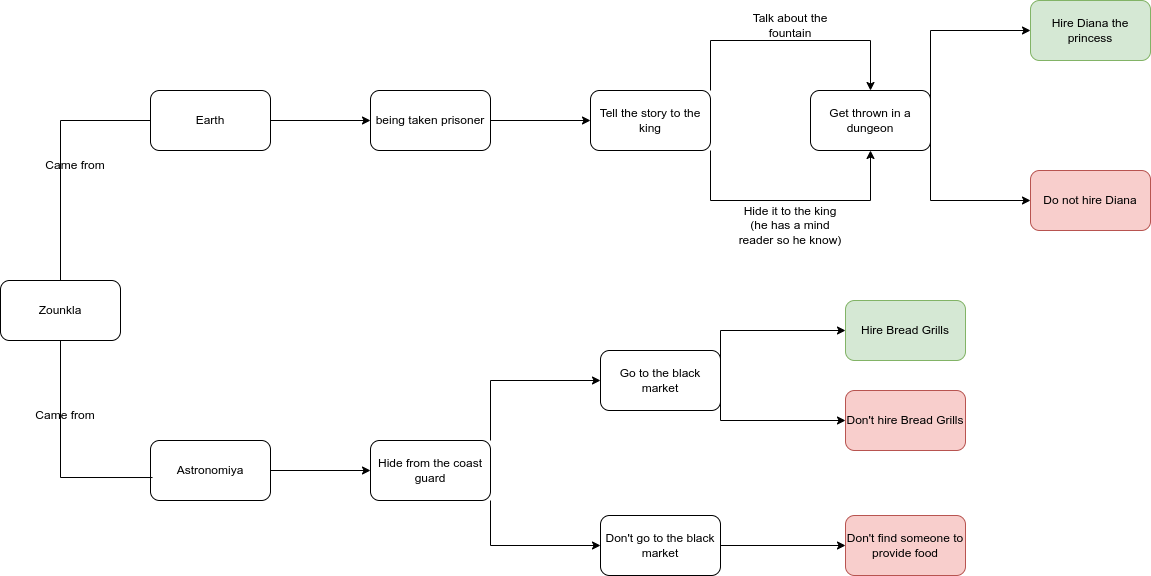 Talk about the
fountain
Hire Diana the
princess
Earth
being taken prisoner
Tell the story to the
king
Get thrown in a
dungeon
Came from
Do not hire Diana
Hide it to the king
(he has a mind
reader so he know)
Zounkla
Hire Bread Grills
Go to the black
market
Came from
Don't hire Bread Grills
Astronomiya
Hide from the coast
guard
Don't go to the black
market
Don't find someone to
provide food